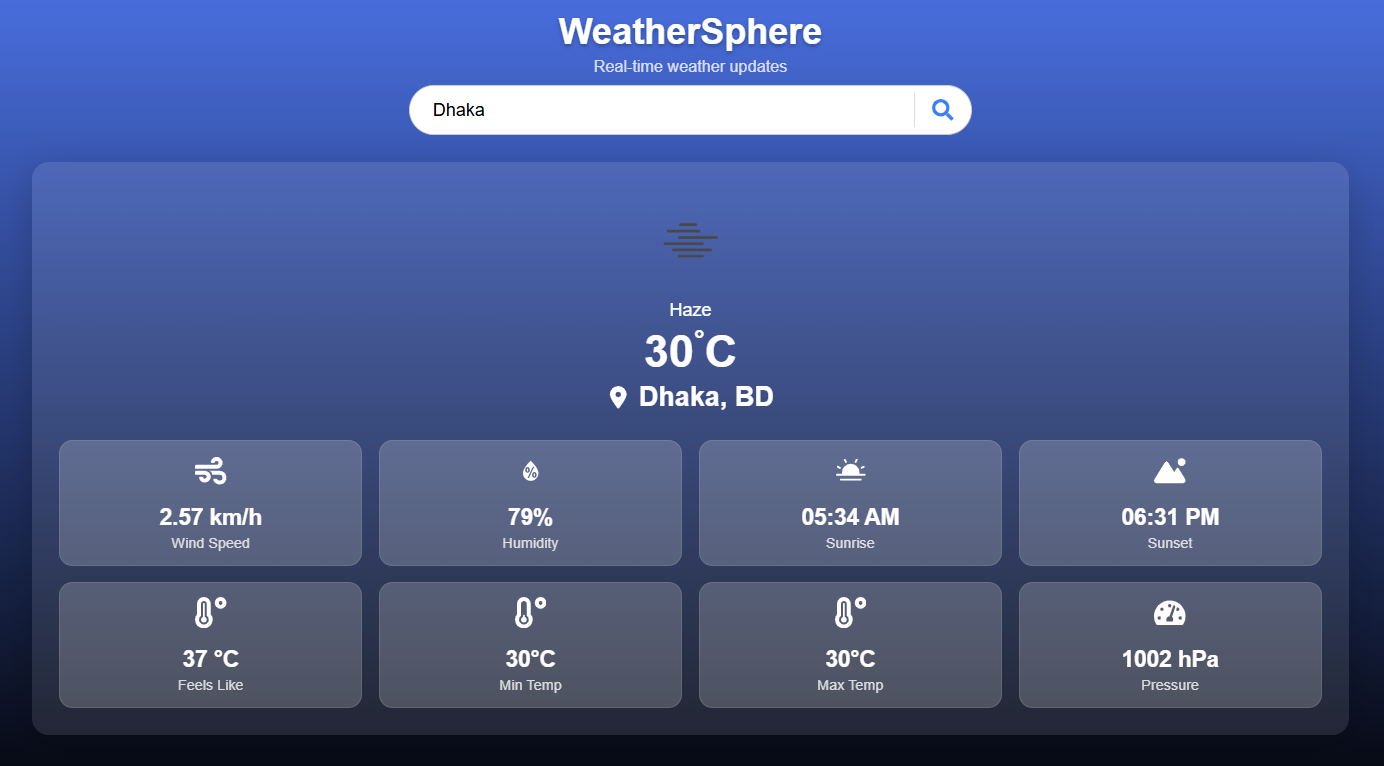 WeatherSphere
Real-time weather updates
Dhaka
Haze
30°C
Dhaka, BD
2.57 km/h
Wind Speed
79%
Humidity
05:34 AM
Sunrise
06:31 PM
Sunset
37 °C
Feels Like
30°C
Min Temp
30°C
Max Temp
1002 hPa
Pressure